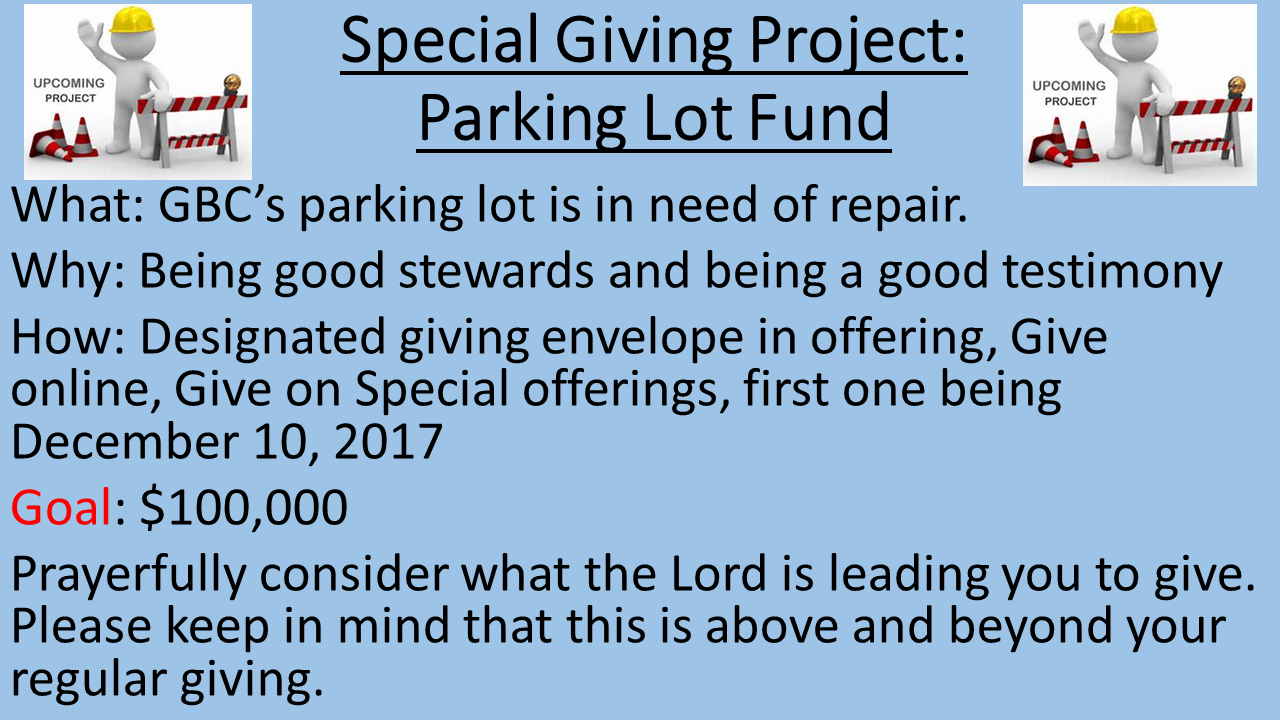 UPCOMING
PROJECT
Special Giving Project:
Parking Lot Fund
UPCOMING
PROJECT
What: GBC’s parking lot is in need of repair.
Why: Being good stewards and being a good testimony
How: Designated giving envelope in offering, Give
online, Give on Special offerings, first one being
December 10, 2017
Goal: $100,000
Prayerfully consider what the Lord is leading you to give.
Please keep in mind that this is above and beyond your
regular giving.